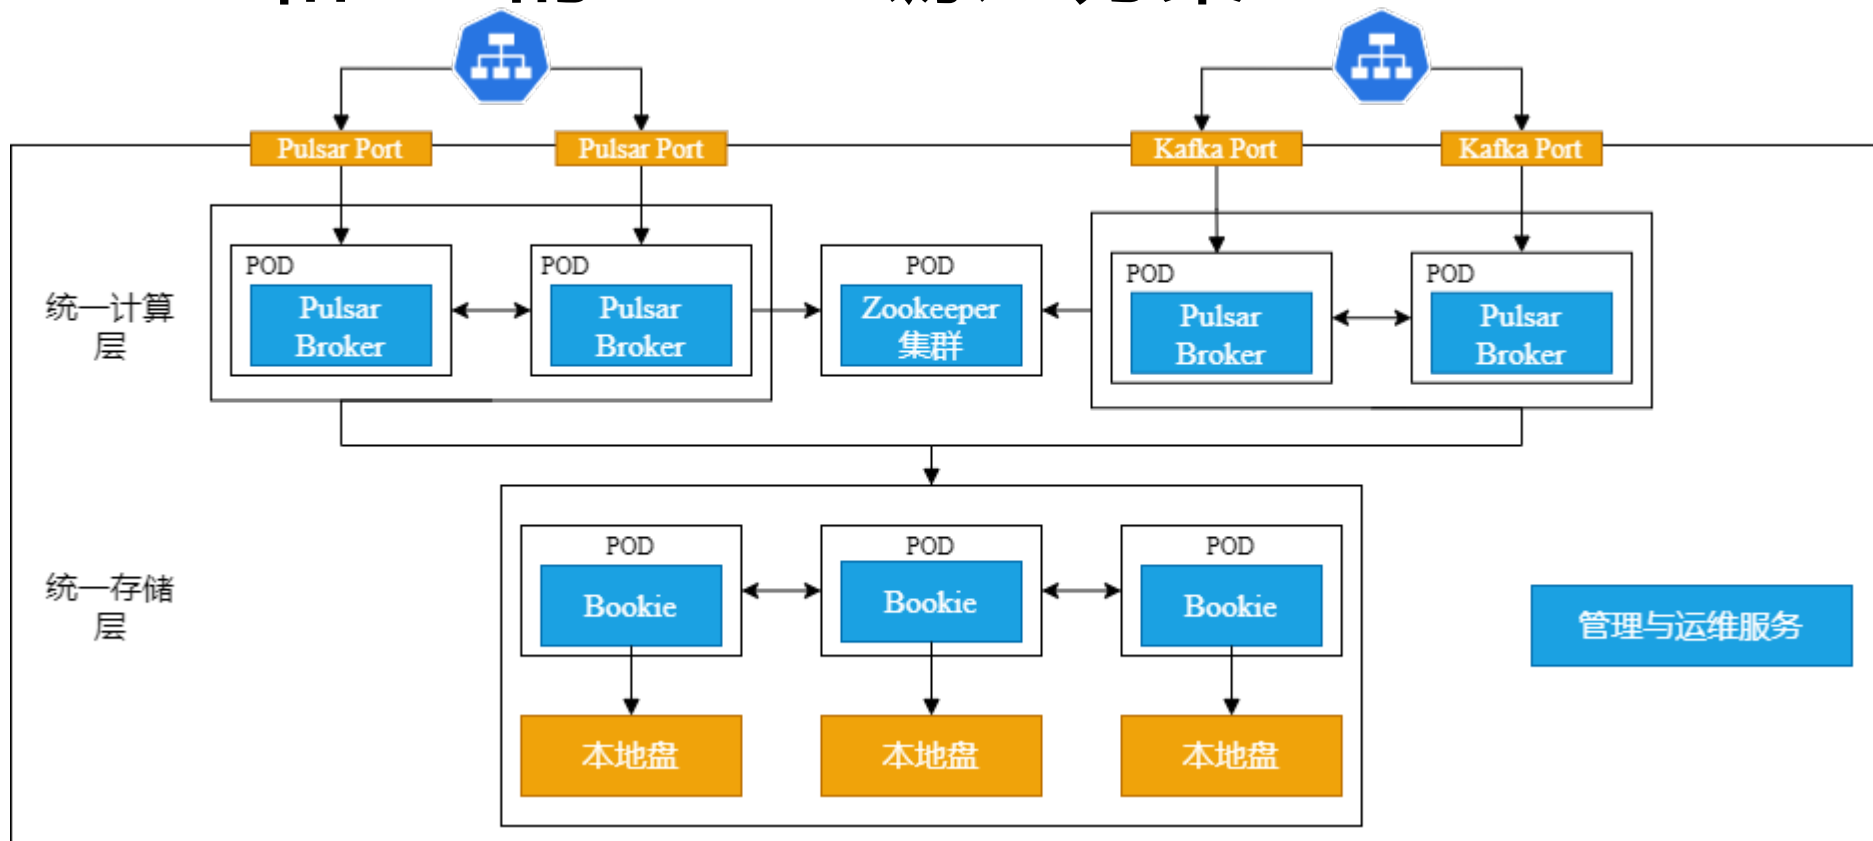 Pulsar Port
Pulsar Port
Kafka Port
Kafka Port
统一计算
层
POD
Pulsar
Broker
POD
Pulsar
Broker
POD
Zookeeper
集群
POD
Pulsar
Broker
POD
Pulsar
Broker
统一存储
层
POD
Bookie
POD
Bookie
POD
Bookie
管理与运维服务
本地盘
本地盘
本地盘